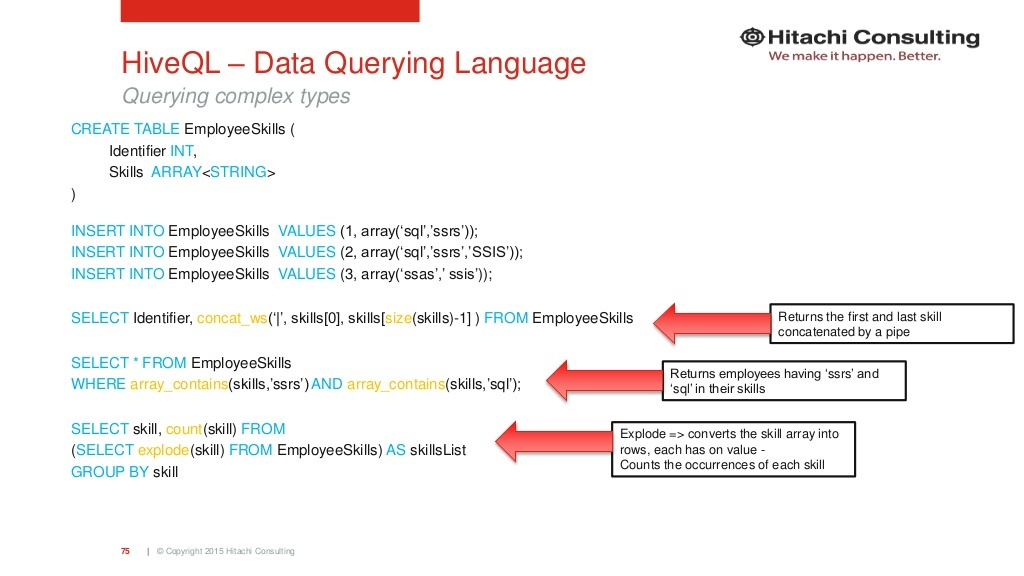 Hitachi Consulting
We make it happen. Better.
HiveQL – Data Querying Language
Querying complex types
CREATE TABLE EmployeeSkills (
Identifier INT,
Skills ARRAY<STRING>
)
INSERT INTO EmployeeSkills VALUES (1, array(‘sql’,’ssrs’));
INSERT INTO EmployeeSkills VALUES (2, array(‘sql’,’ssrs’,’SSIS’));
INSERT INTO EmployeeSkills VALUES (3, array(‘ssas’,’ ssis’));
SELECT Identifier, concat_ws(‘|’, skills[0], skills[size(skills)-1] ) FROM EmployeeSkills
Returns the first and last skill
concatenated by a pipe
SELECT * FROM EmployeeSkills
WHERE array_contains(skills,’ssrs’) AND array_contains(skills,’sql’);
Returns employees having ‘ssrs’ and
‘sql’ in their skills
SELECT skill, count(skill) FROM
(SELECT explode(skill) FROM EmployeeSkills) AS skillsList
GROUP BY skill
Explode => converts the skill array into
rows, each has on value -
Counts the occurrences of each skill
75 | © Copyright 2015 Hitachi Consulting